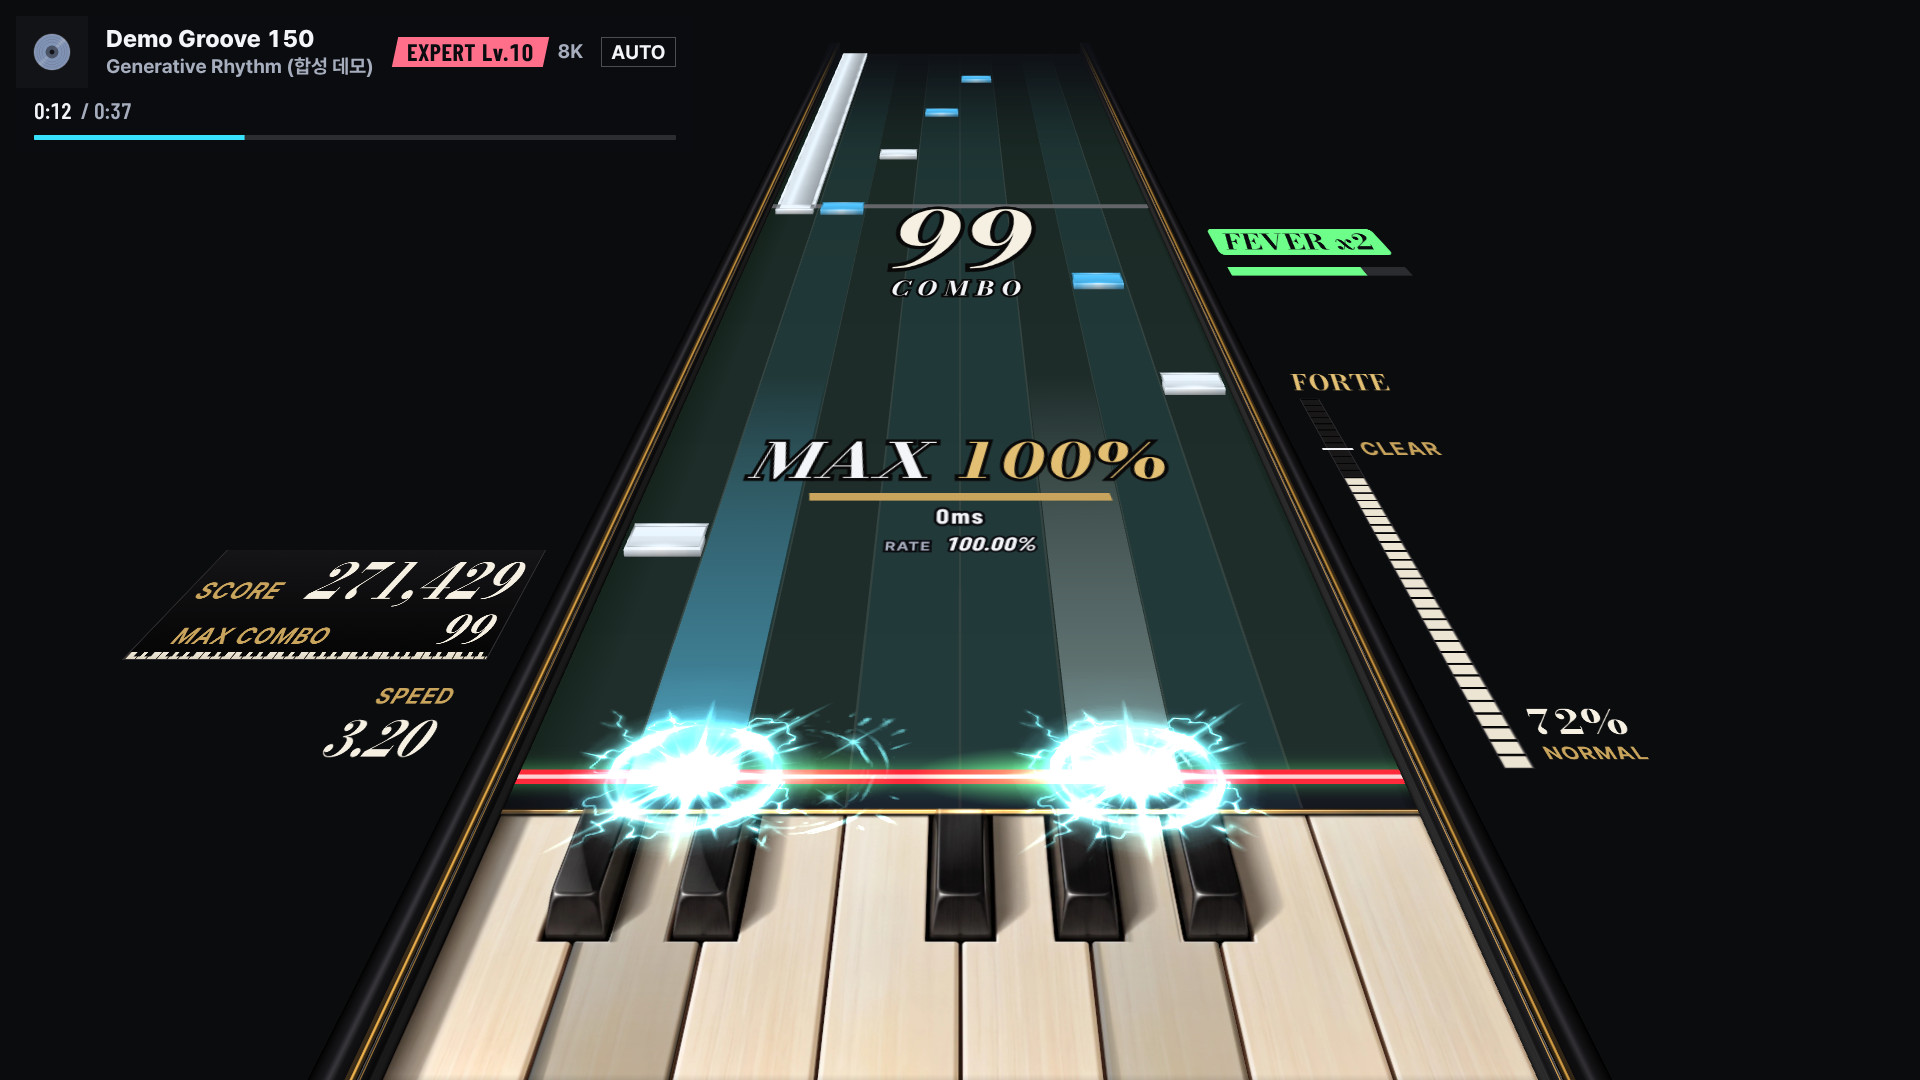 Demo Groove 150
Generative Rhythm (합성 데모)
EXPERT Lv.10 8K AUTO
0:12 / 0:37
99
COMBO
FEVER x2
FORTE
CLEAR
MAX 100%
0ms
RATE 100.00%
SCORE 271,429
MAX COMBO 99
SPEED
3.20
72%
NORMAL